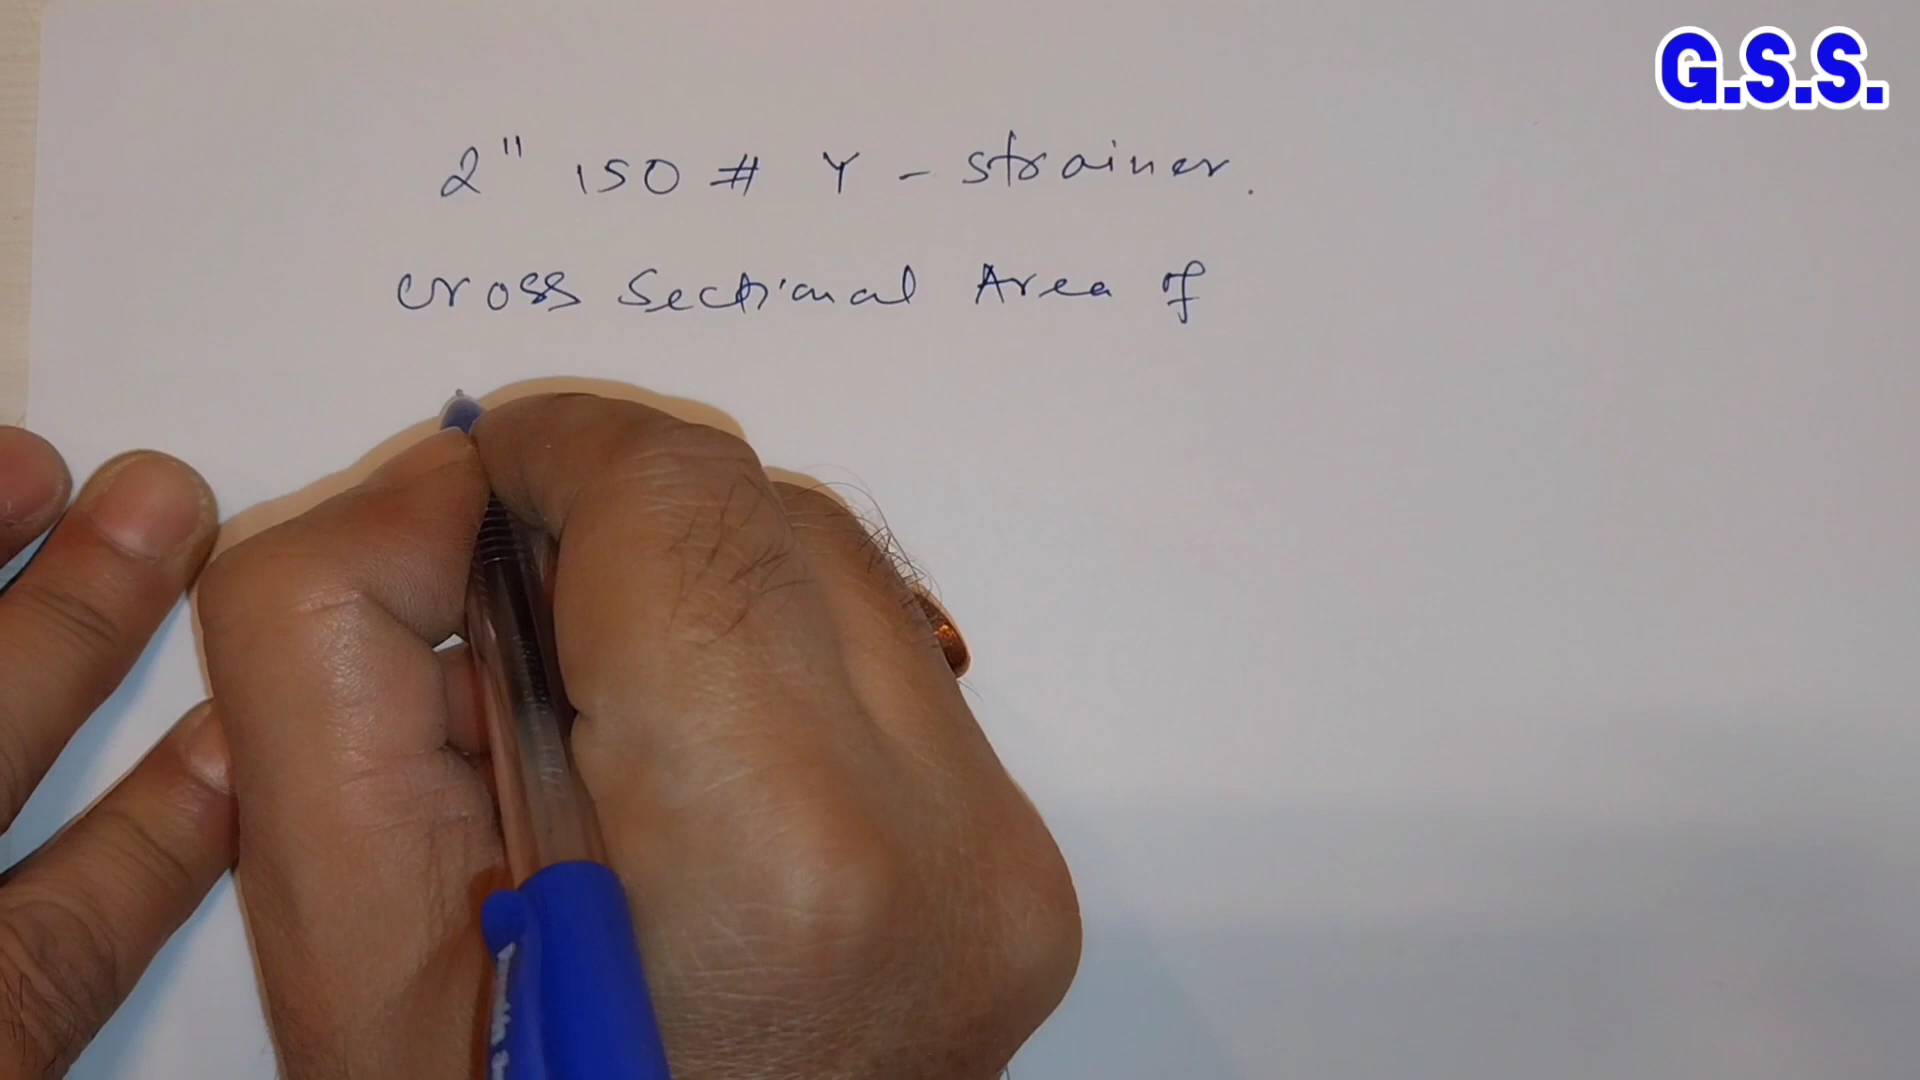 G.S.S.
2" 150 # Y - strainer.
cross sectional Area of